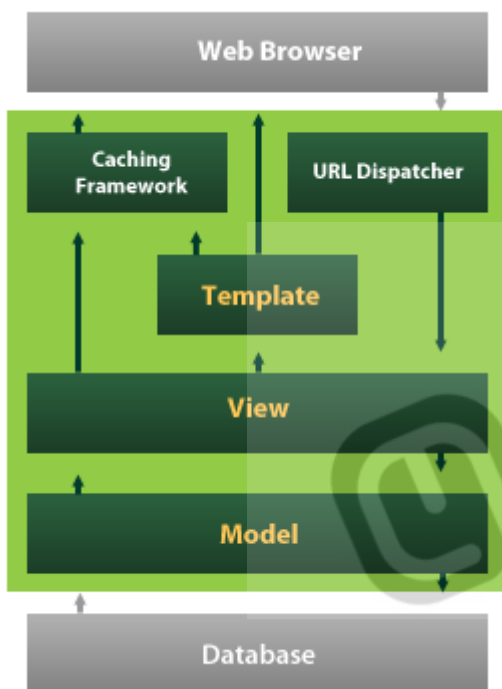 Web Browser
Caching
Framework
URL Dispatcher
Template
View
Model
Database